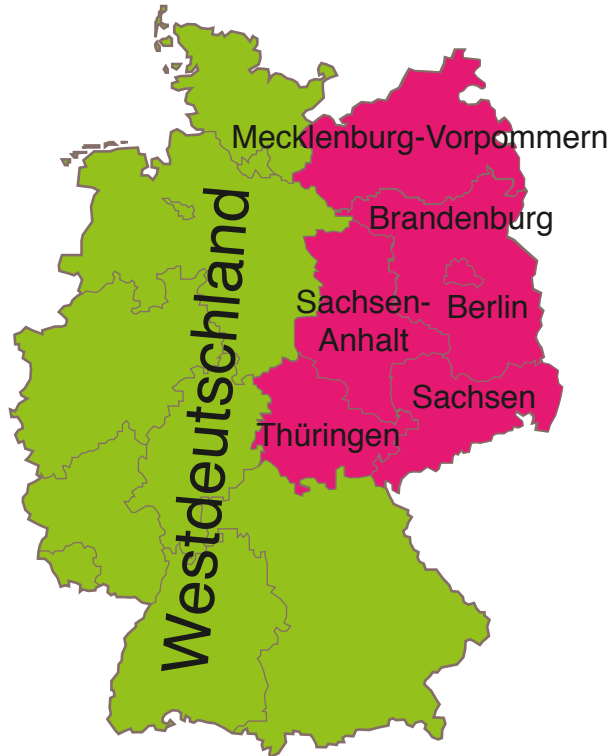 Mecklenburg-Vorpommern
Brandenburg
Sachsen-
Anhalt
Berlin
Sachsen
Thüringen
Westdeutschland